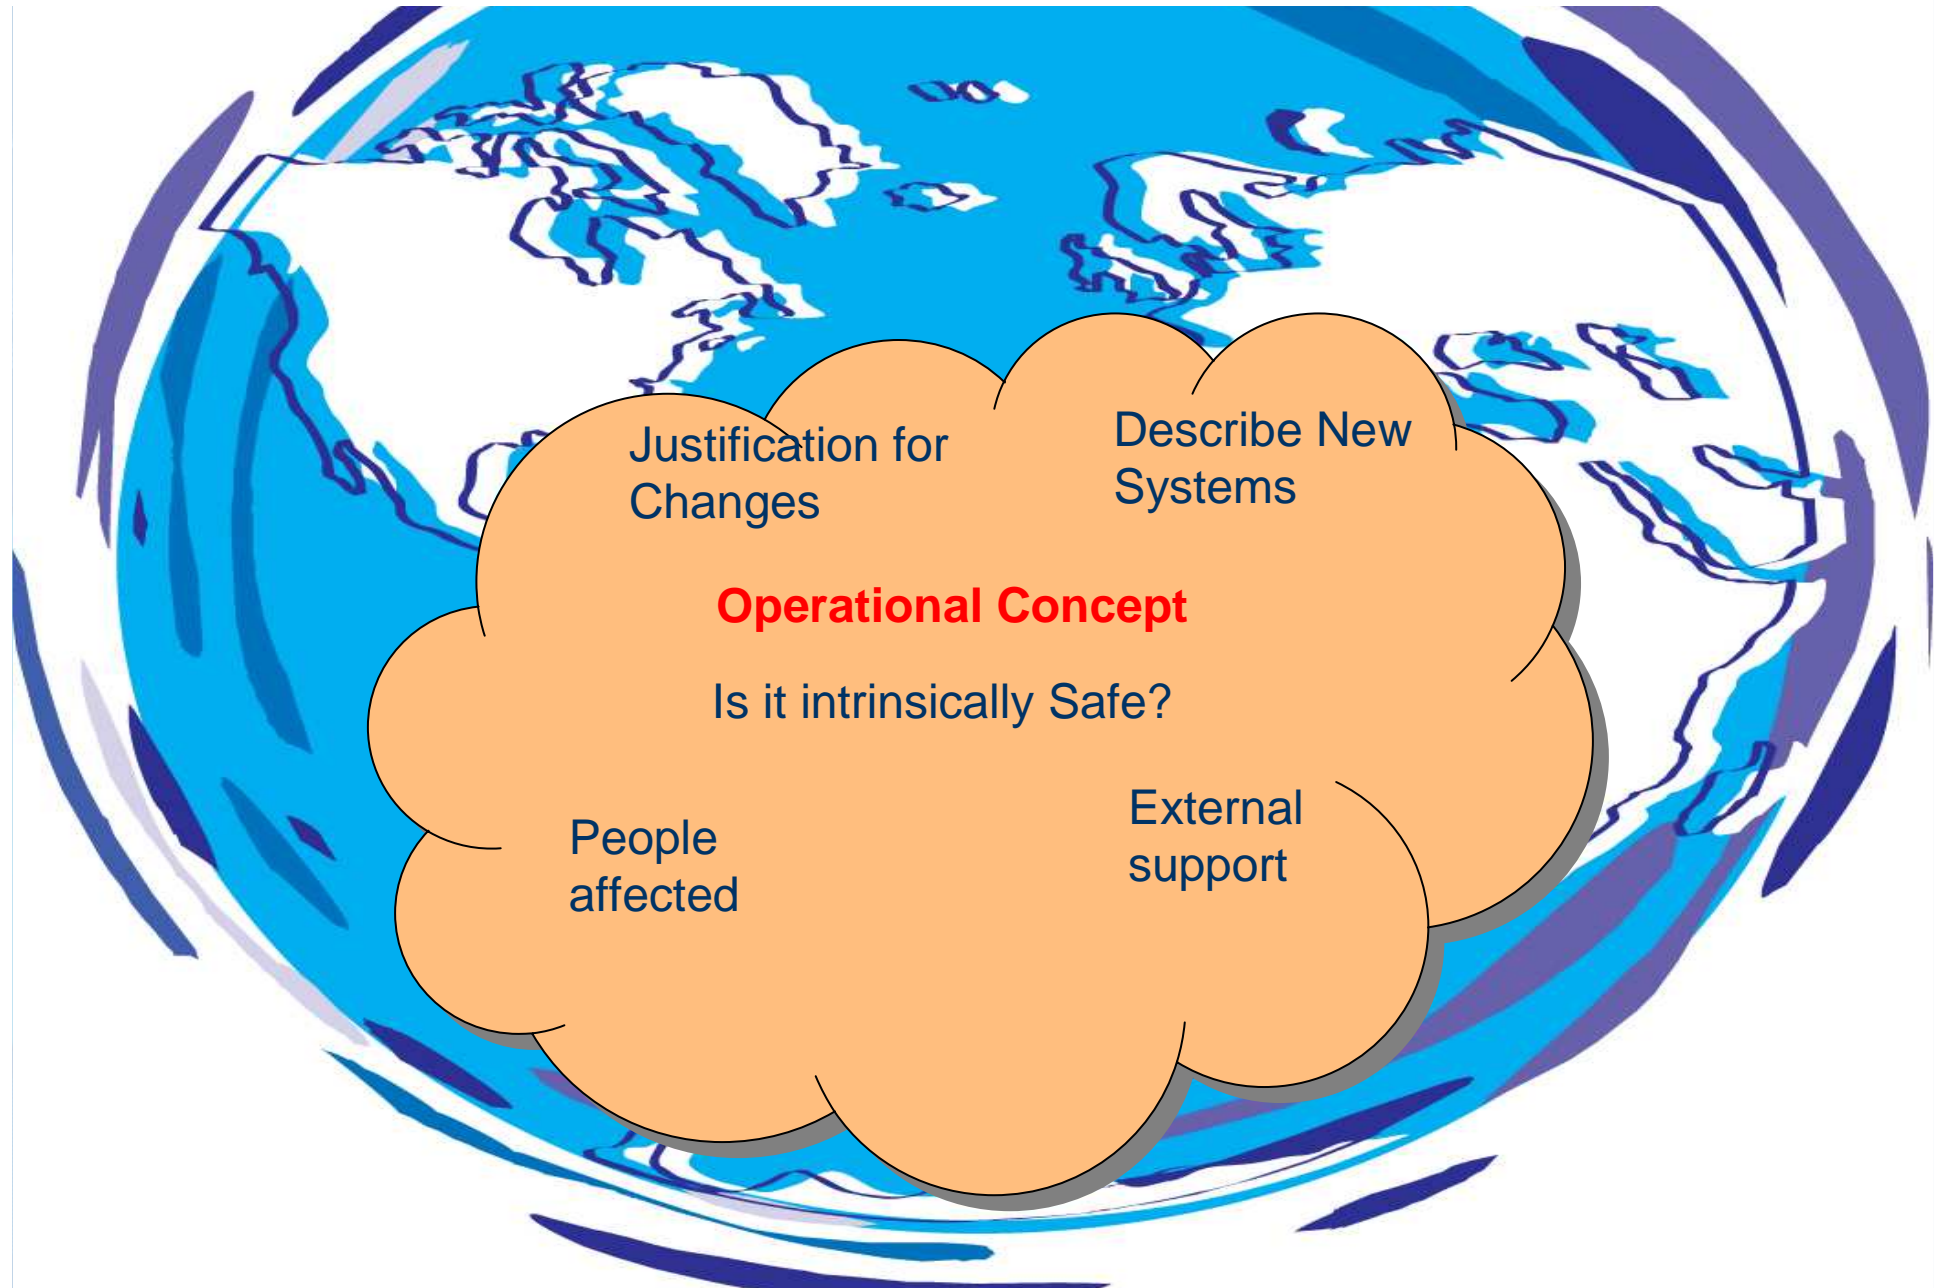 Justification for
Changes
Describe New
Systems
Operational Concept
Is it intrinsically Safe?
People
affected
External
support